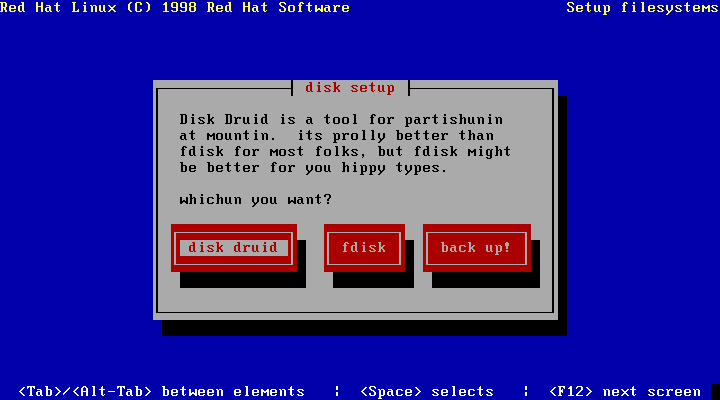 Red Hat Linux (C) 1998 Red Hat Software Setup filesystems
disk setup
Disk Druid is a tool for partishunin
at mountin. its prolly better than
fdisk for most folks, but fdisk might
be better for you hippy types.
whichun you want?
disk druid fdisk back up!
<Tab>/<Alt-Tab> between elements ¦ <Space> selects ¦ <F12> next screen